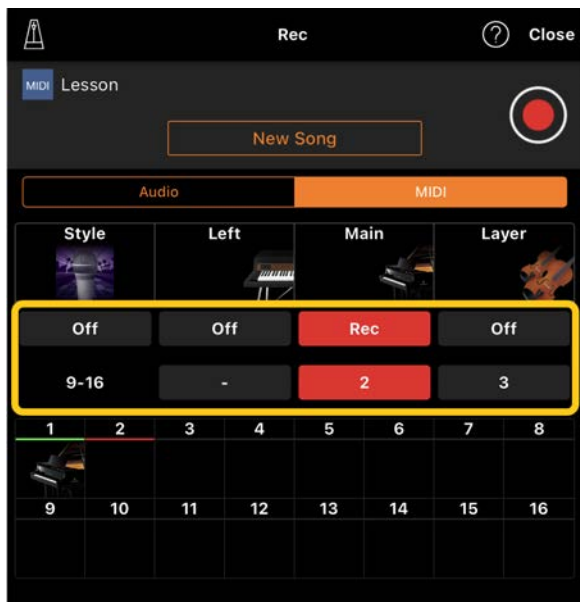 Rec
? Close
MIDI Lesson
New Song
Audio MIDI
Style Left Main Layer
Off Off Rec Off
9-16 - 2 3
1 2 3 4 5 6 7 8
9 10 11 12 13 14 15 16